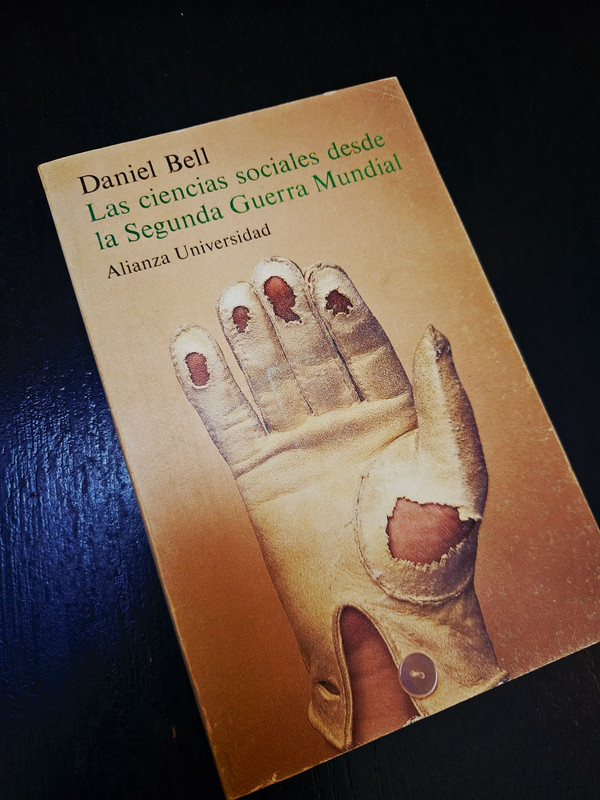 Daniel Bell
Las ciencias sociales desde
la Segunda Guerra Mundial
Alianza Universidad